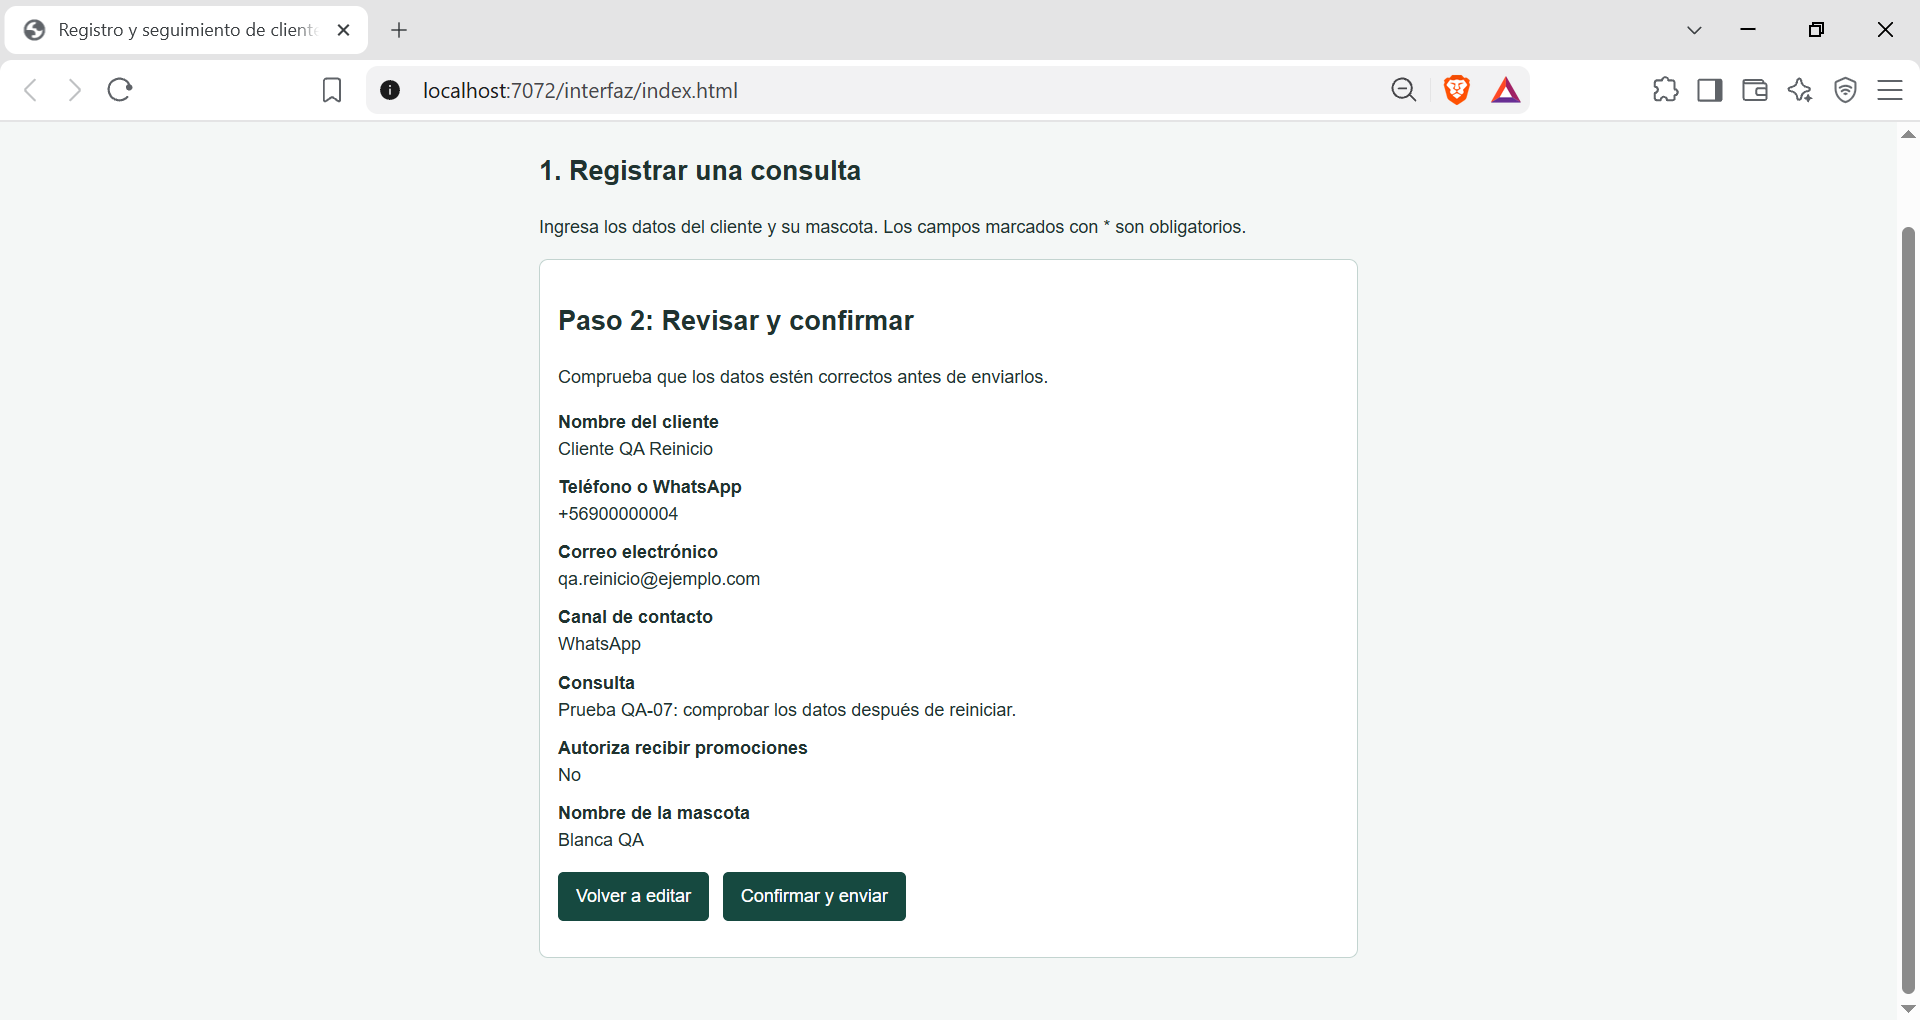 Registro y seguimiento de cliente
localhost:7072/interfaz/index.html
1. Registrar una consulta
Ingresa los datos del cliente y su mascota. Los campos marcados con * son obligatorios.
Paso 2: Revisar y confirmar
Comprueba que los datos estén correctos antes de enviarlos.
Nombre del cliente
Cliente QA Reinicio
Teléfono o WhatsApp
+56900000004
Correo electrónico
qa.reinicio@ejemplo.com
Canal de contacto
WhatsApp
Consulta
Prueba QA-07: comprobar los datos después de reiniciar.
Autoriza recibir promociones
No
Nombre de la mascota
Blanca QA
Volver a editar Confirmar y enviar